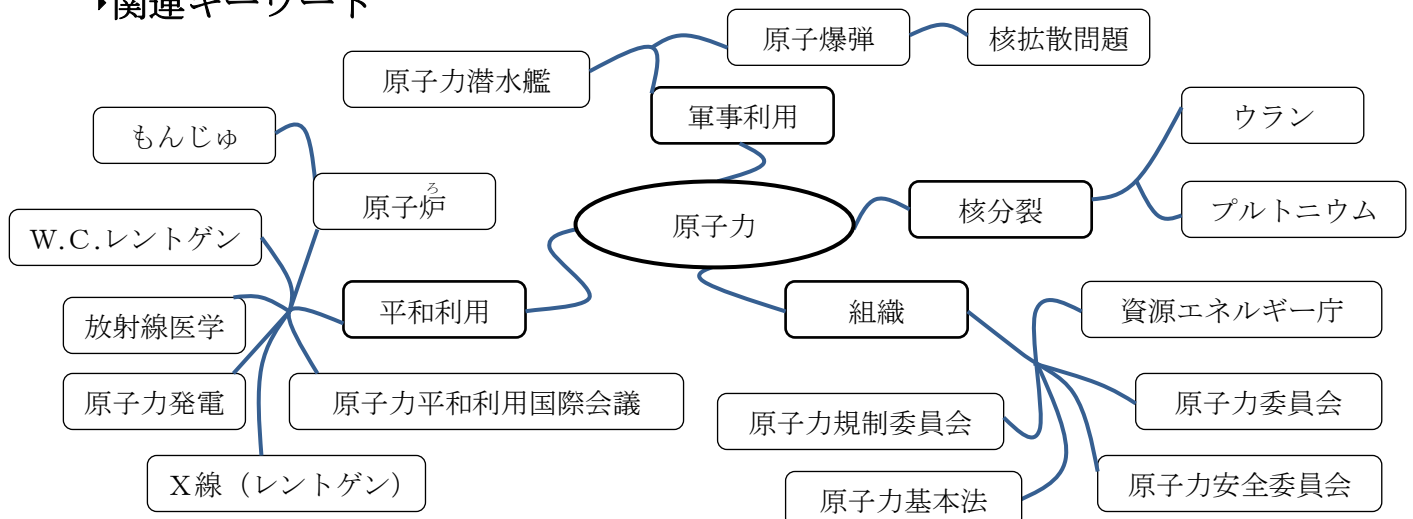 関連キーワード
原子爆弾
核拡散問題
原子力潜水艦
軍事利用
ウラン
もんじゅ
ろ
原子炉
核分裂
プルトニウム
原子力
W.C.レントゲン
平和利用
組織
資源エネルギー庁
放射線医学
原子力発電
原子力平和利用国際会議
原子力委員会
原子力規制委員会
X線（レントゲン）
原子力安全委員会
原子力基本法